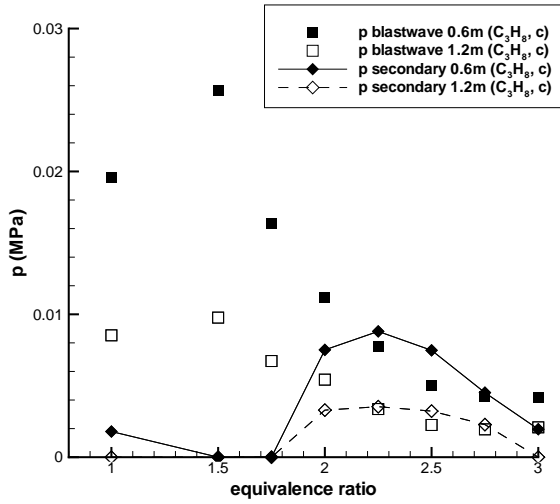 p blastwave 0.6m (C₃H₈, c)
p blastwave 1.2m (C₃H₈, c)
p secondary 0.6m (C₃H₈, c)
p secondary 1.2m (C₃H₈, c)
0.03
0.02
0.01
0
p (MPa)
1 1.5 2 2.5 3
equivalence ratio